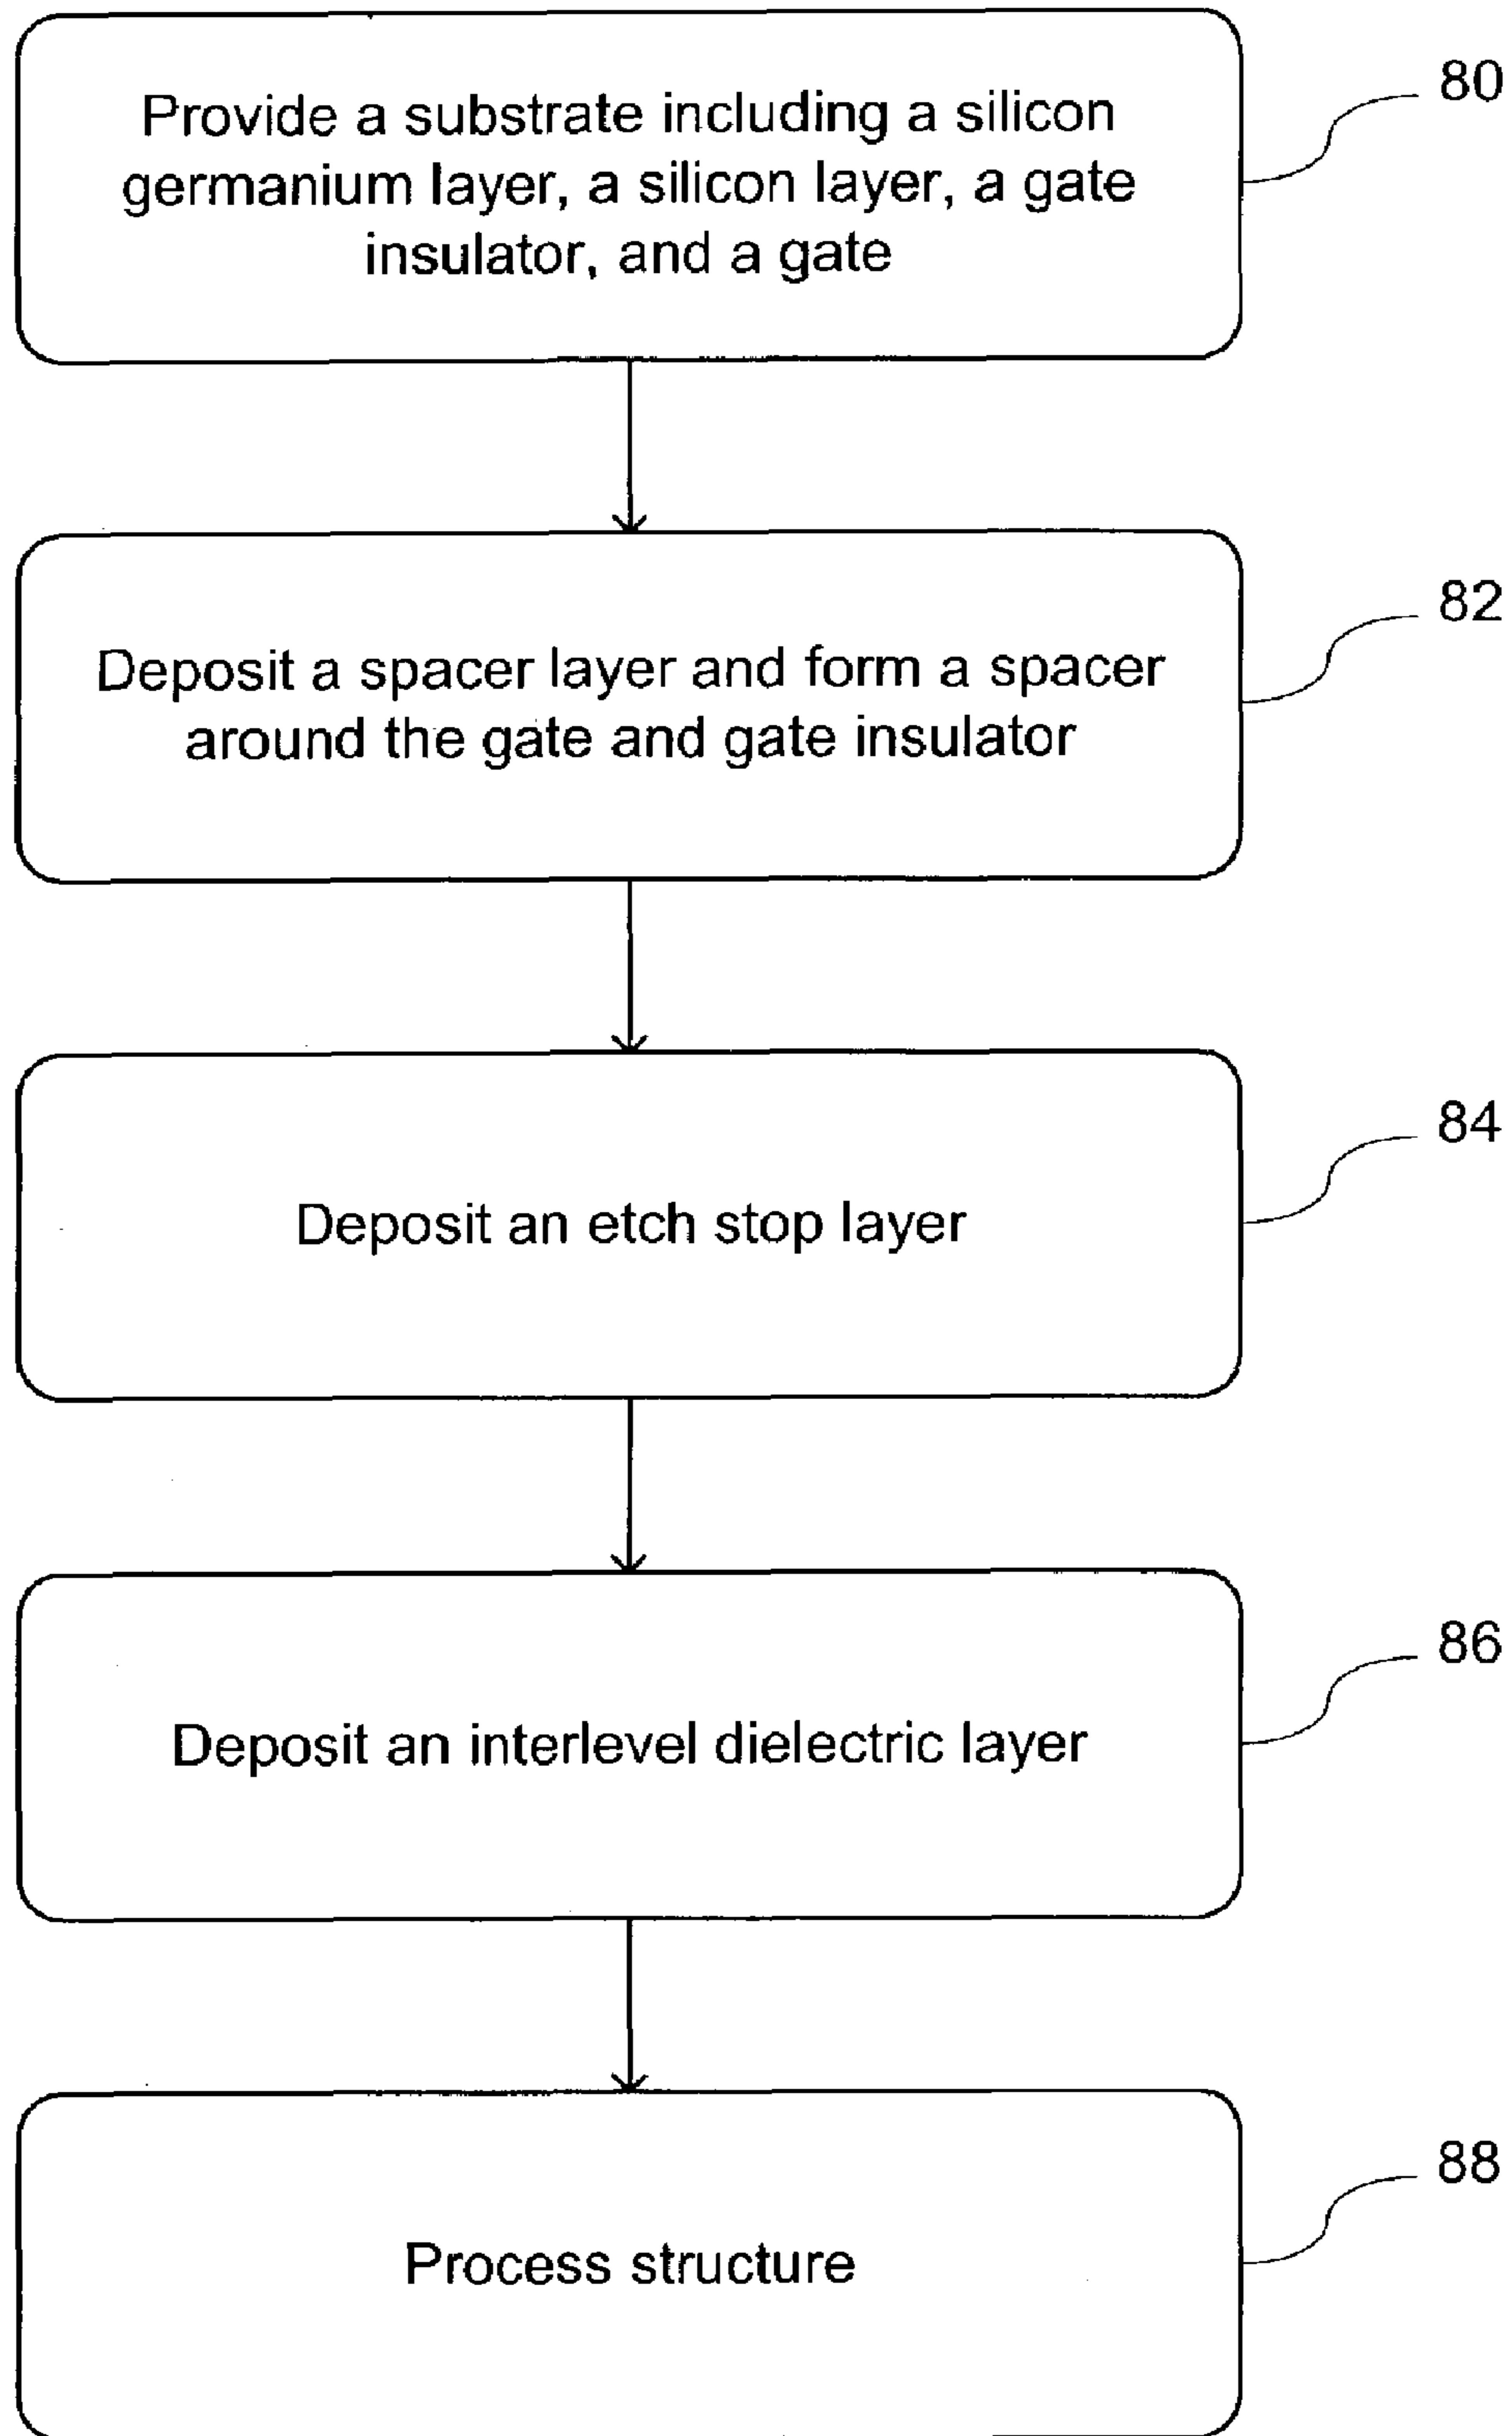 Provide a substrate including a silicon
germanium layer, a silicon layer, a gate
insulator, and a gate
80
Deposit a spacer layer and form a spacer
around the gate and gate insulator
82
Deposit an etch stop layer
84
Deposit an interlevel dielectric layer
86
Process structure
88